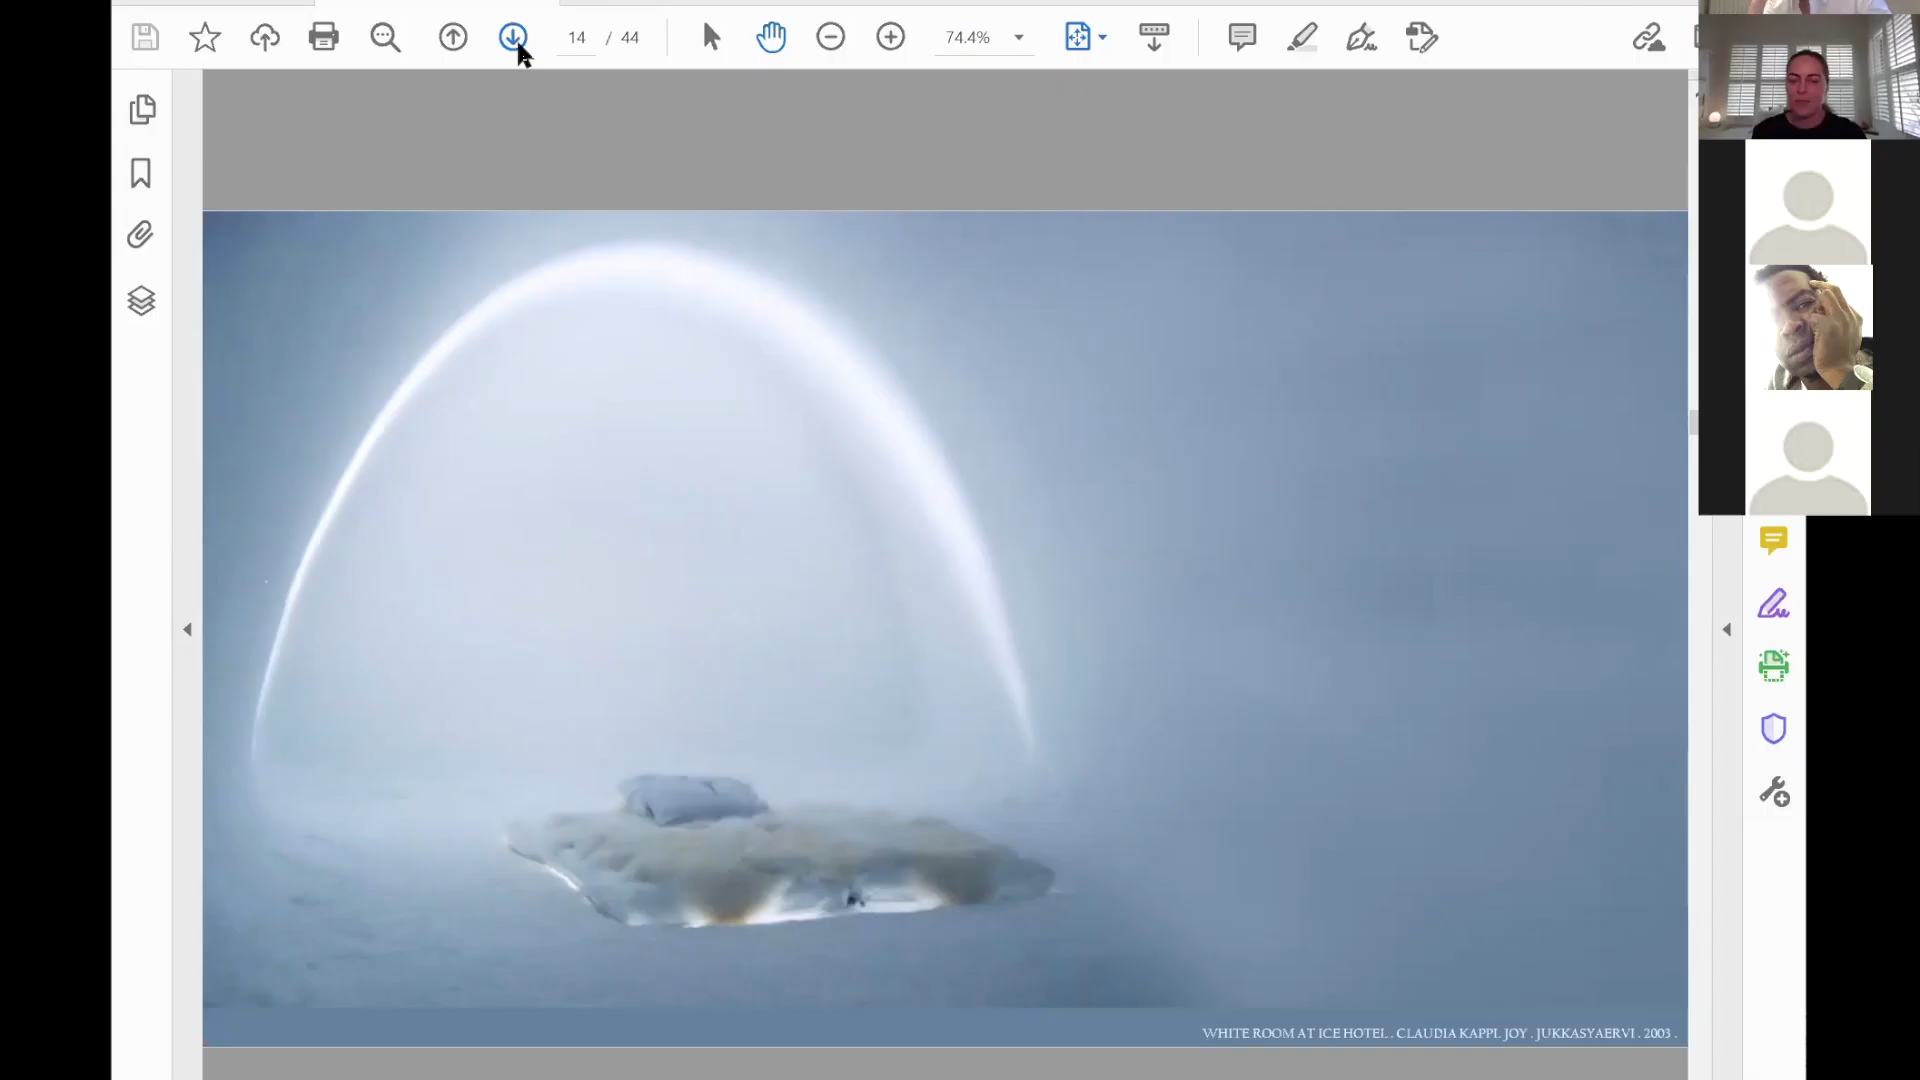 14 / 44
74.4%
WHITE ROOM AT ICE HOTEL . CLAUDIA KAPPL JOY . JUKKASYAERVI . 2003 .